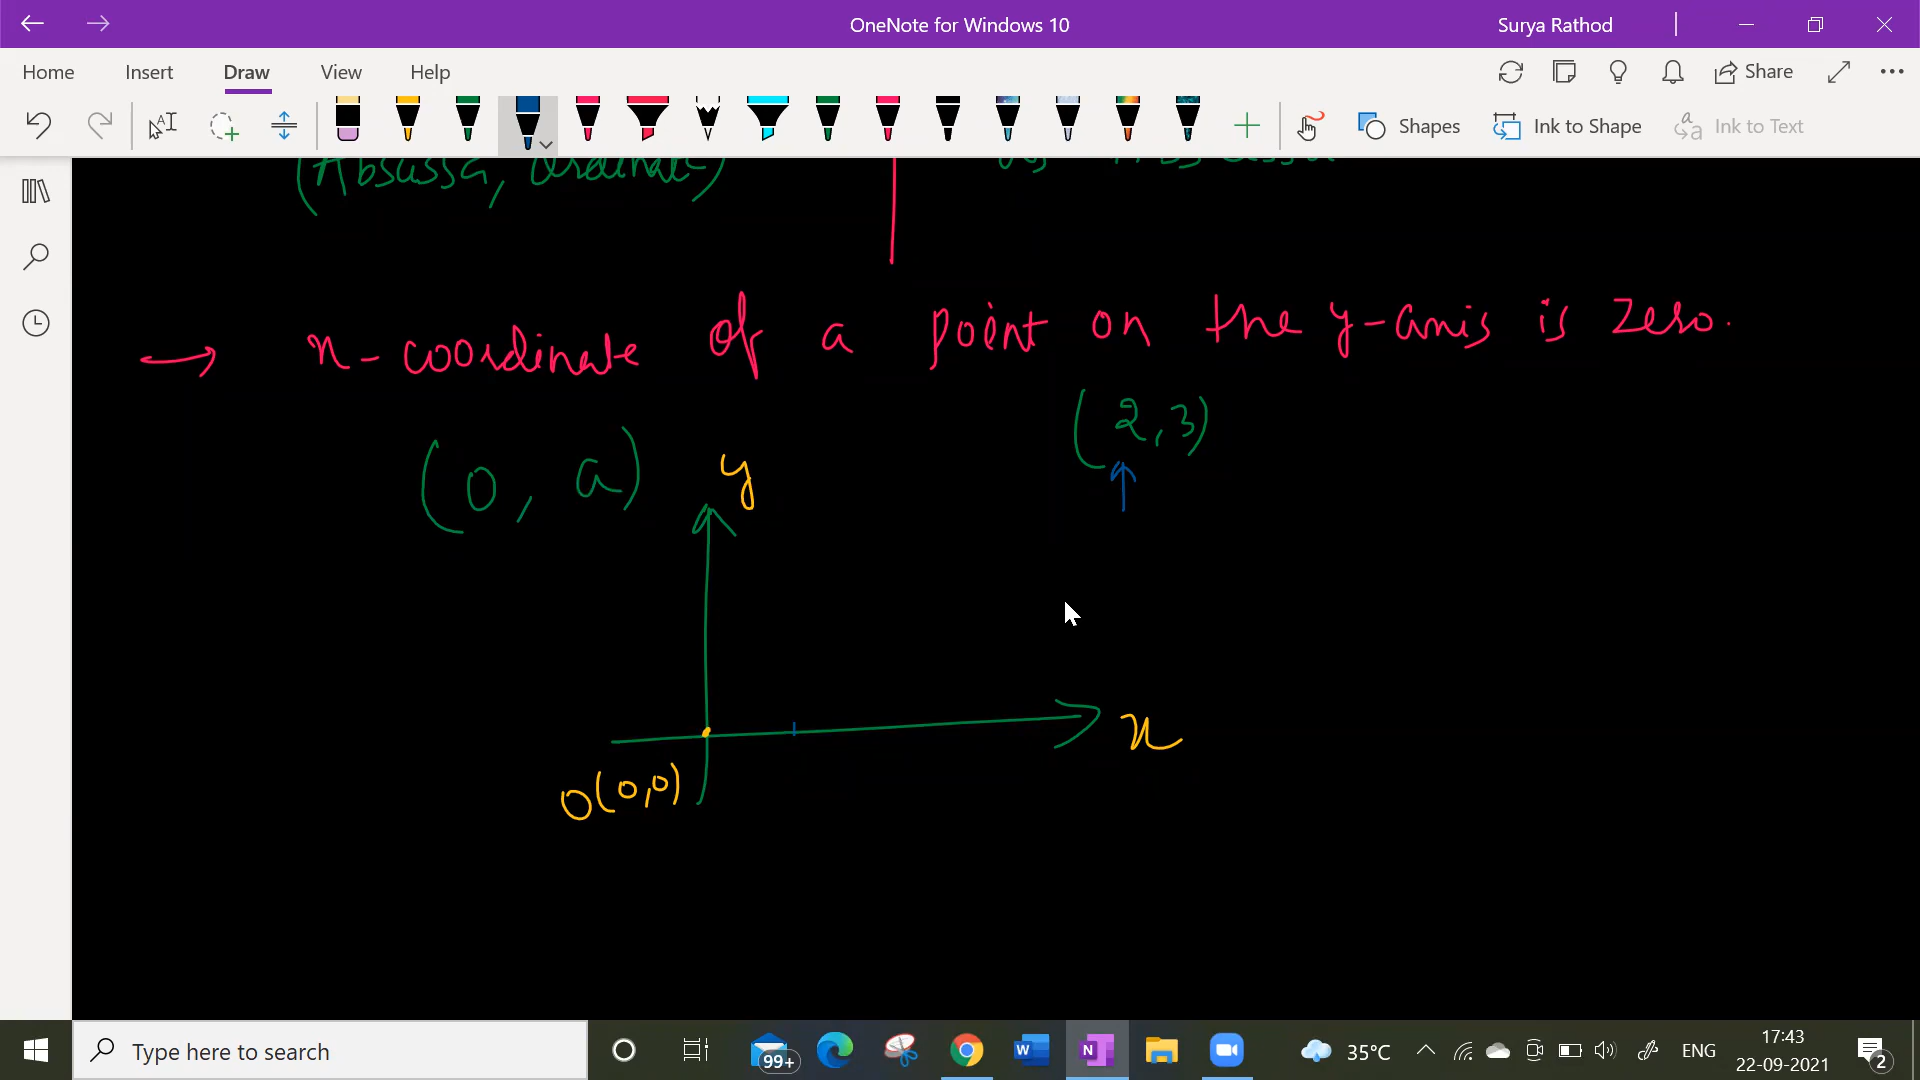 OneNote for Windows 10
Surya Rathod
Home Insert Draw View Help
Share
Shapes Ink to Shape Ink to Text
(Abscissa, Ordinate)
→ x-coordinate of a point on the y-axis is zero.
(2,3)
(0, a)
y
x
O(0,0)
Type here to search
99+
35°C
ENG
17:43
22-09-2021
2